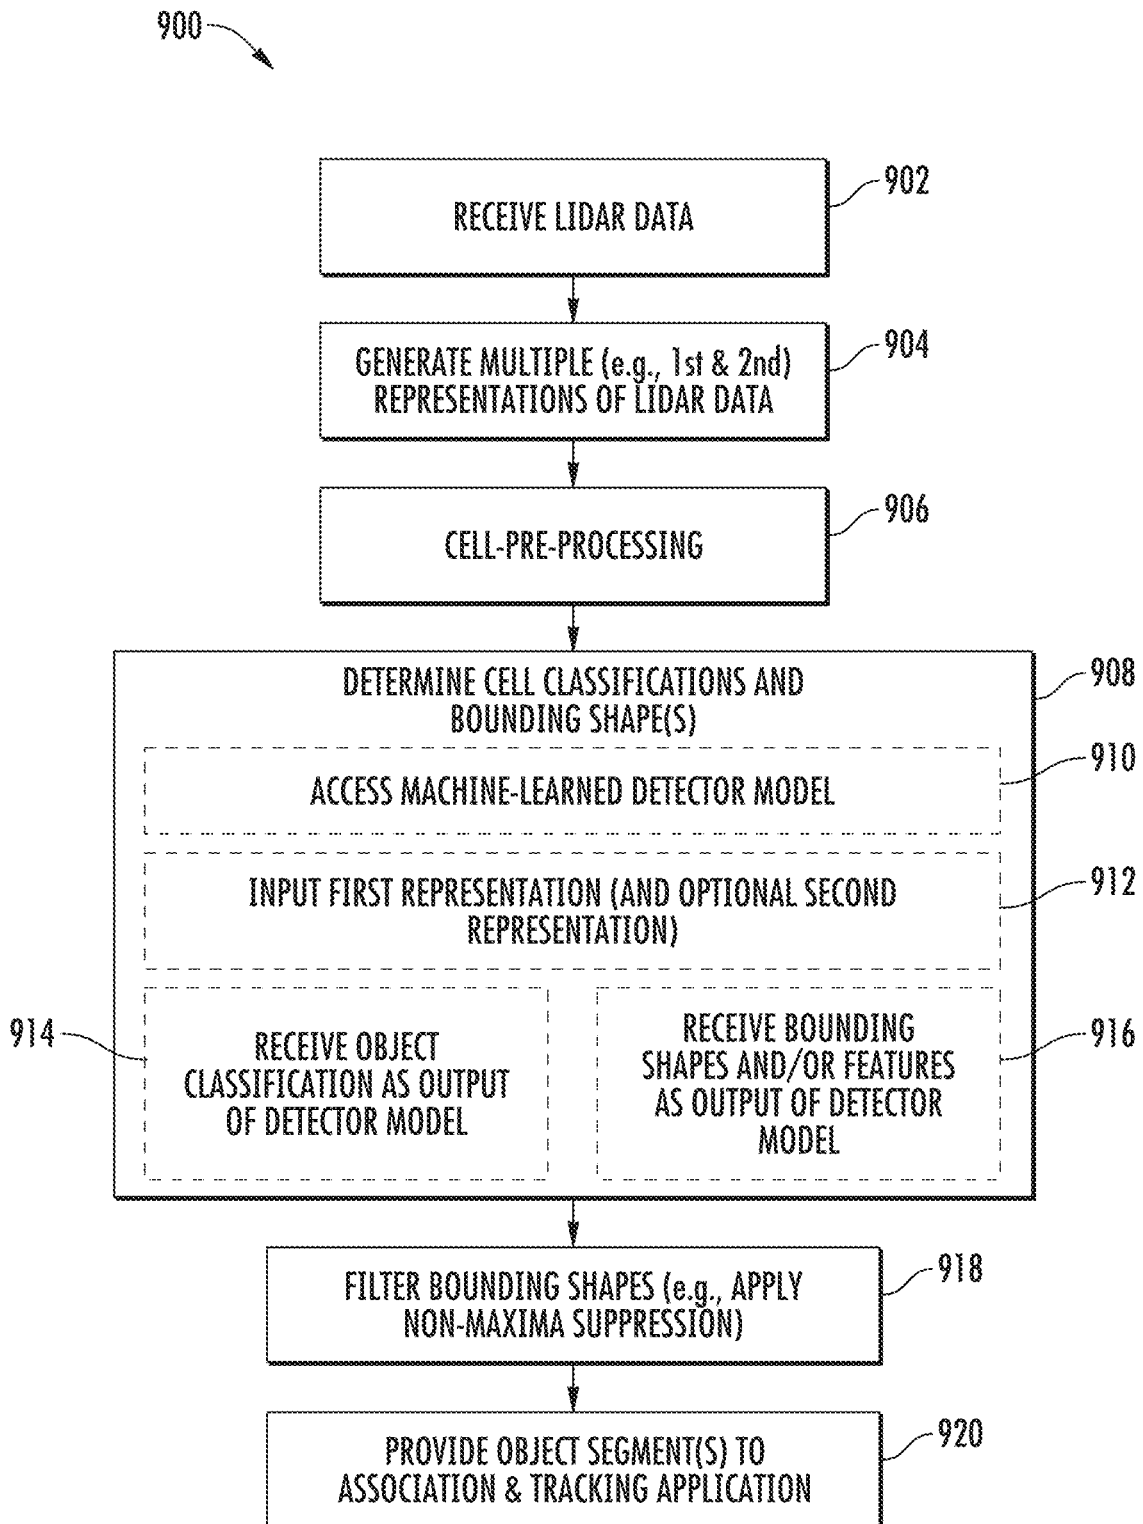 900
902
RECEIVE LIDAR DATA
904
GENERATE MULTIPLE (e.g., 1st & 2nd)
REPRESENTATIONS OF LIDAR DATA
906
CELL-PRE-PROCESSING
908
DETERMINE CELL CLASSIFICATIONS AND
BOUNDING SHAPE(S)
910
ACCESS MACHINE-LEARNED DETECTOR MODEL
912
INPUT FIRST REPRESENTATION (AND OPTIONAL SECOND
REPRESENTATION)
914
RECEIVE OBJECT
CLASSIFICATION AS OUTPUT
OF DETECTOR MODEL
916
RECEIVE BOUNDING
SHAPES AND/OR FEATURES
AS OUTPUT OF DETECTOR
MODEL
918
FILTER BOUNDING SHAPES (e.g., APPLY
NON-MAXIMA SUPPRESSION)
920
PROVIDE OBJECT SEGMENT(S) TO
ASSOCIATION & TRACKING APPLICATION